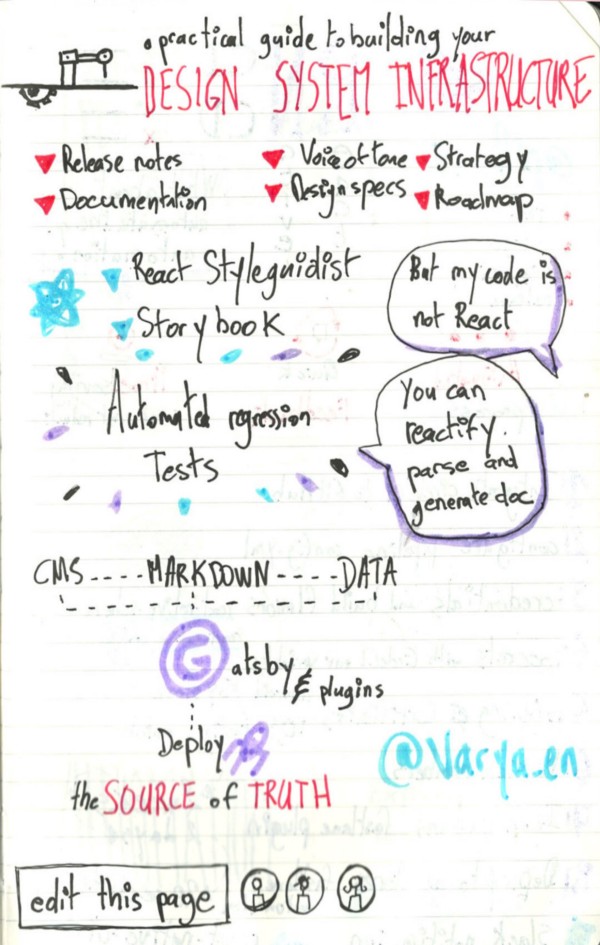 a practical guide to building your
DESIGN SYSTEM INFRASTRUCTURE
Release notes
Documentation
Voice of tone
Design specs
Strategy
Roadmap
React Styleguidist
Storybook
But my code is
not React
Automated regression
Tests
You can
reactify.
parse and
generate doc
CMS ---- MARKDOWN ---- DATA
Gatsby & plugins
Deploy
the SOURCE of TRUTH
@Varya_en
edit this page